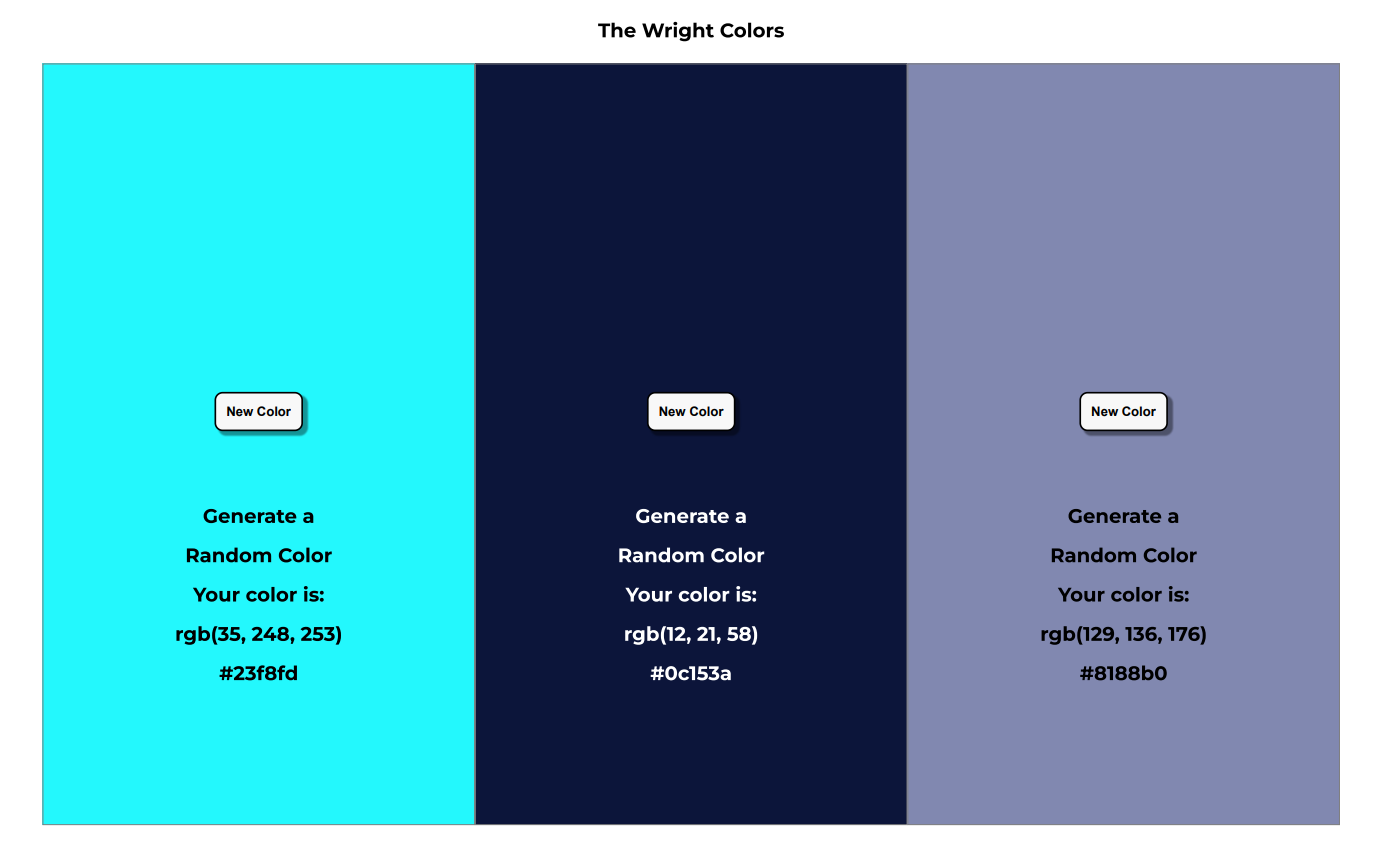 The Wright Colors
New Color
Generate a
Random Color
Your color is:
rgb(35, 248, 253)
#23f8fd
New Color
Generate a
Random Color
Your color is:
rgb(12, 21, 58)
#0c153a
New Color
Generate a
Random Color
Your color is:
rgb(129, 136, 176)
#8188b0